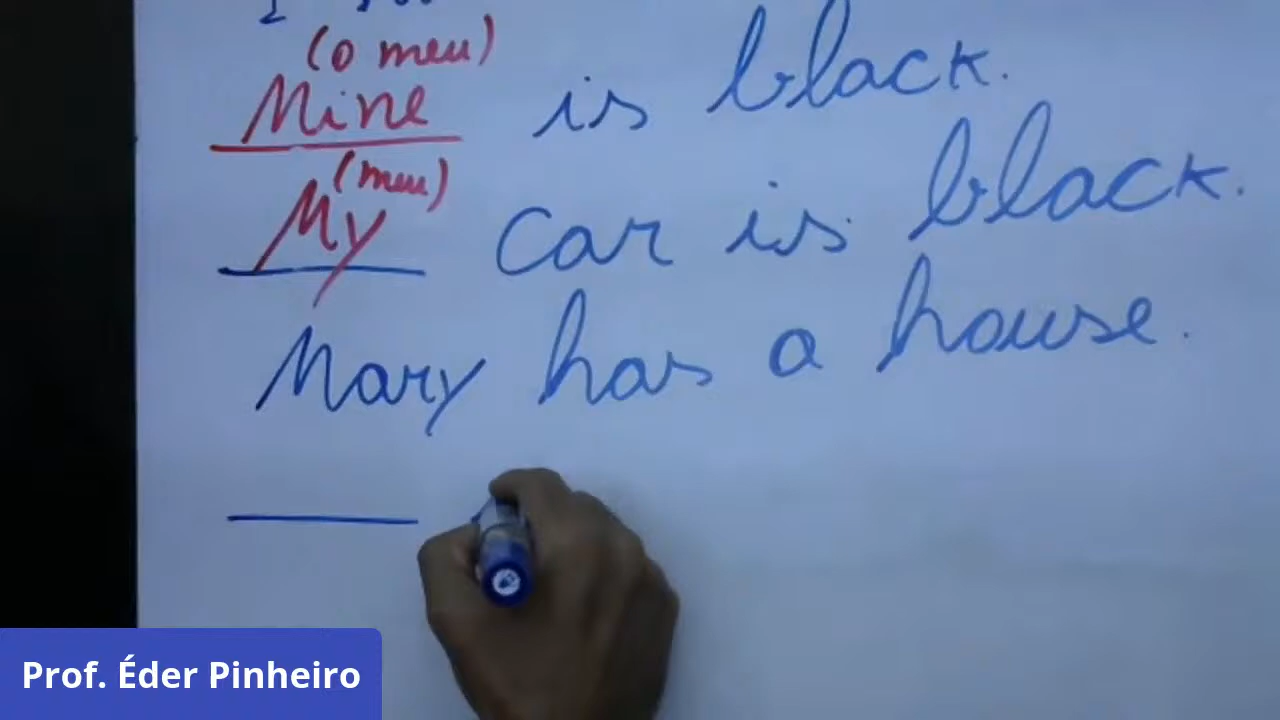 (o meu)
Mine is black.
(meu)
My car is black.
Mary has a house.
Prof. Éder Pinheiro